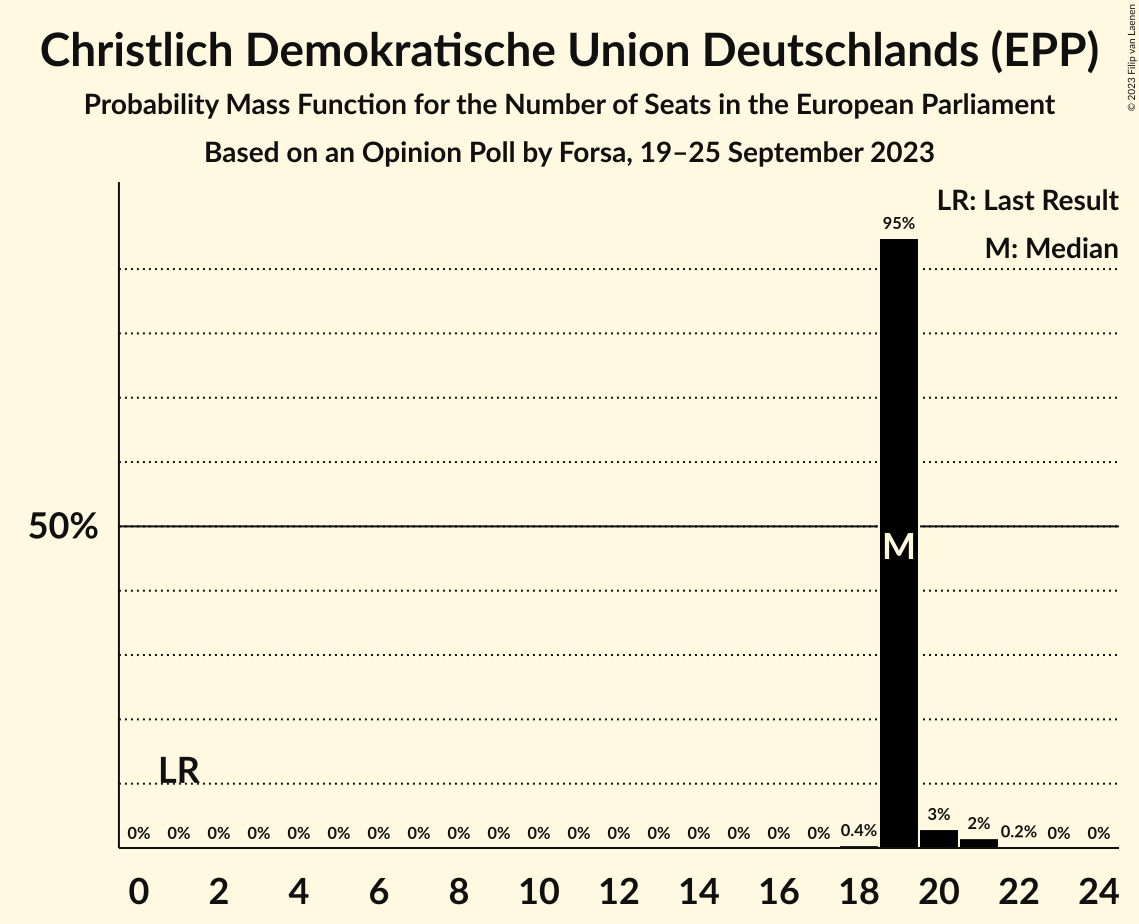 Christlich Demokratische Union Deutschlands (EPP)
Probability Mass Function for the Number of Seats in the European Parliament
Based on an Opinion Poll by Forsa, 19–25 September 2023
© 2023 Filip van Laenen
LR: Last Result
M: Median
95%
50%
M
LR
0% 0% 0% 0% 0% 0% 0% 0% 0% 0% 0% 0% 0% 0% 0% 0% 0% 0% 0.4% 3% 2% 0.2% 0% 0%
0 2 4 6 8 10 12 14 16 18 20 22 24